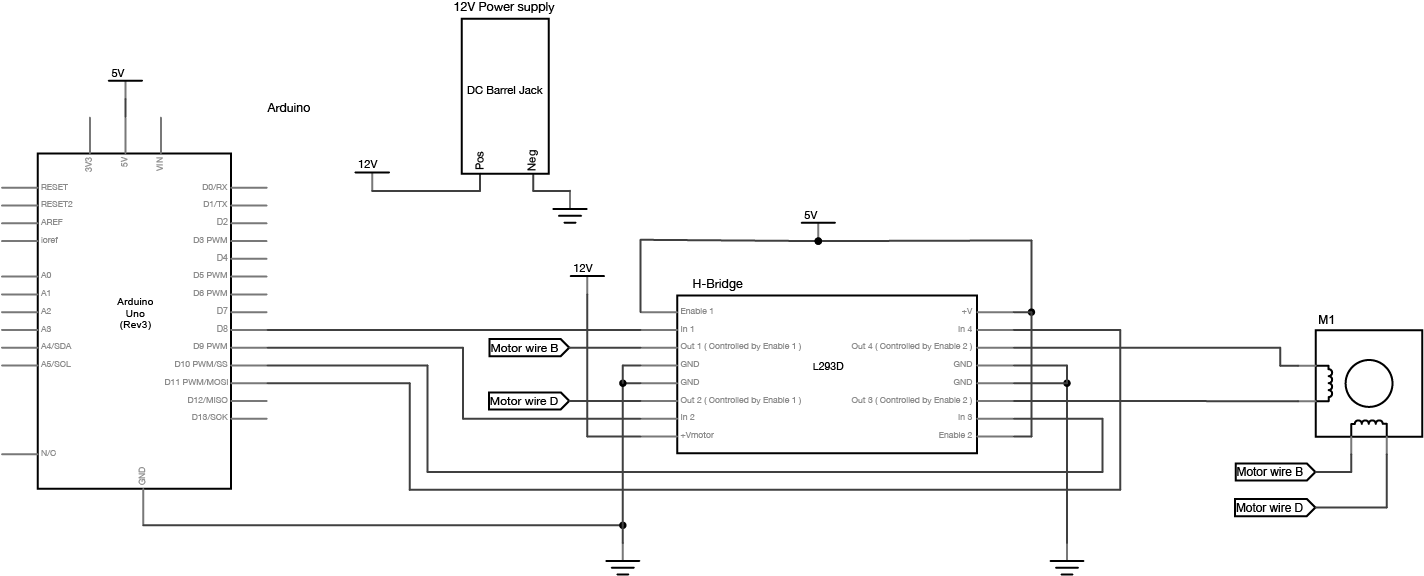 12V Power supply
DC Barrel Jack
Pos
Neg
12V
5V
Arduino
3V3
5V
VIN
RESET
RESET2
AREF
ioref
A0
A1
A2
A3
A4/SDA
A5/SCL
N/C
Arduino
Uno
(Rev3)
D0/RX
D1/TX
D2
D3 PWM
D4
D5 PWM
D6 PWM
D7
D8
D9 PWM
D10 PWM/SS
D11 PWM/MOSI
D12/MISO
D13/SCK
GND
5V
12V
H-Bridge
Enable 1
In 1
Out 1 ( Controlled by Enable 1 )
GND
GND
Out 2 ( Controlled by Enable 1 )
In 2
+Vmotor
L293D
+V
In 4
Out 4 ( Controlled by Enable 2 )
GND
GND
Out 3 ( Controlled by Enable 2 )
In 3
Enable 2
Motor wire B
Motor wire D
M1
Motor wire B
Motor wire D